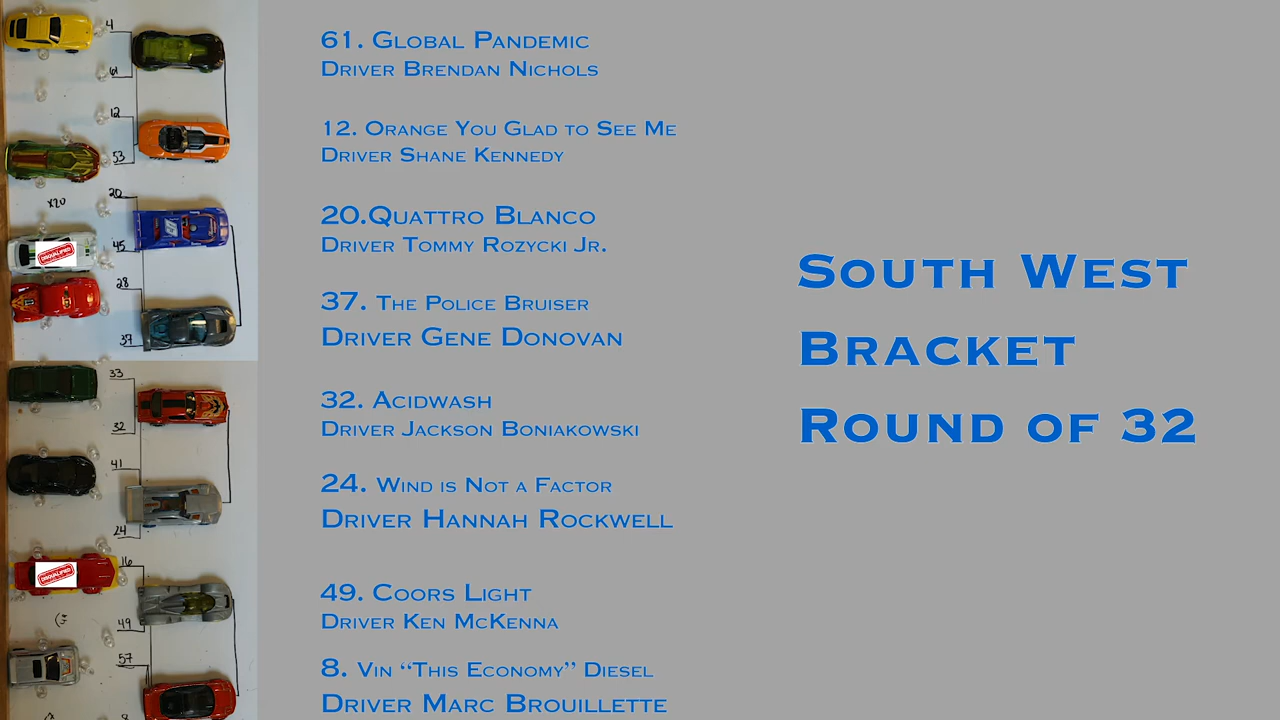 4
61
12
53
x20
20
45
28
37
33
32
41
24
16
49
57
8
61. Global Pandemic
Driver Brendan Nichols
12. Orange You Glad to See Me
Driver Shane Kennedy
20.Quattro Blanco
Driver Tommy Rozycki Jr.
37. The Police Bruiser
Driver Gene Donovan
32. Acidwash
Driver Jackson Boniakowski
24. Wind is Not a Factor
Driver Hannah Rockwell
49. Coors Light
Driver Ken McKenna
8. Vin “This Economy” Diesel
Driver Marc Brouillette
South West
Bracket
Round of 32